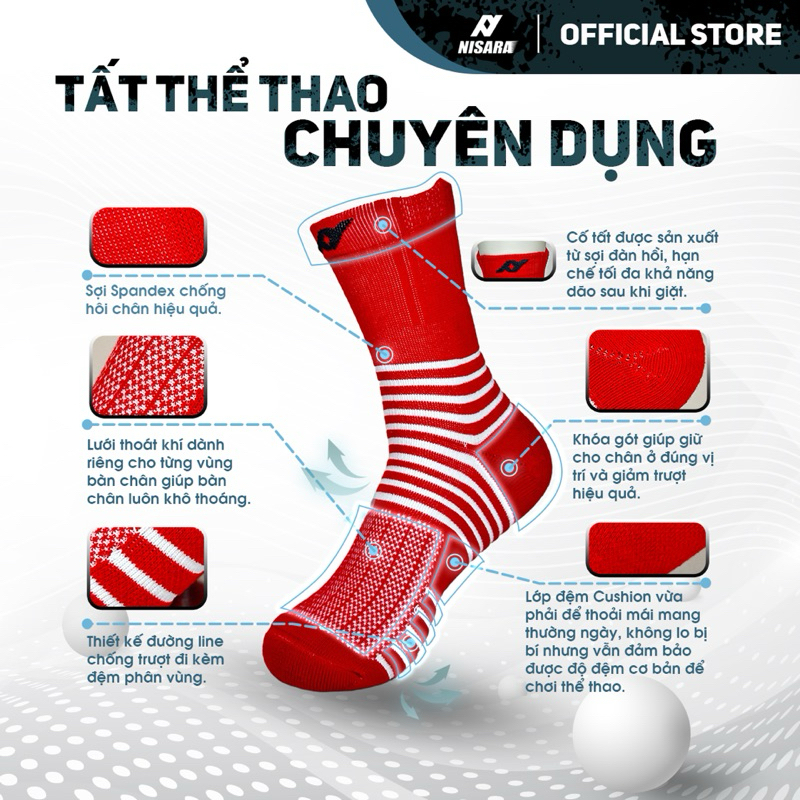 NISARA
OFFICIAL STORE
TẤT THỂ THAO
CHUYÊN DỤNG
Sợi Spandex chống
hôi chân hiệu quả.
Lưới thoát khí dành
riêng cho từng vùng
bàn chân giúp bàn
chân luôn khô thoáng.
Thiết kế đường line
chống trượt đi kèm
đệm phân vùng.
Cổ tất được sản xuất
từ sợi đàn hồi, hạn
chế tối đa khả năng
dão sau khi giặt.
Khóa gót giúp giữ
cho chân ở đúng vị
trí và giảm trượt
hiệu quả.
Lớp đệm Cushion vừa
phải để thoải mái mang
thường ngày, không lo bị
bí nhưng vẫn đảm bảo
được độ đệm cơ bản để
chơi thể thao.